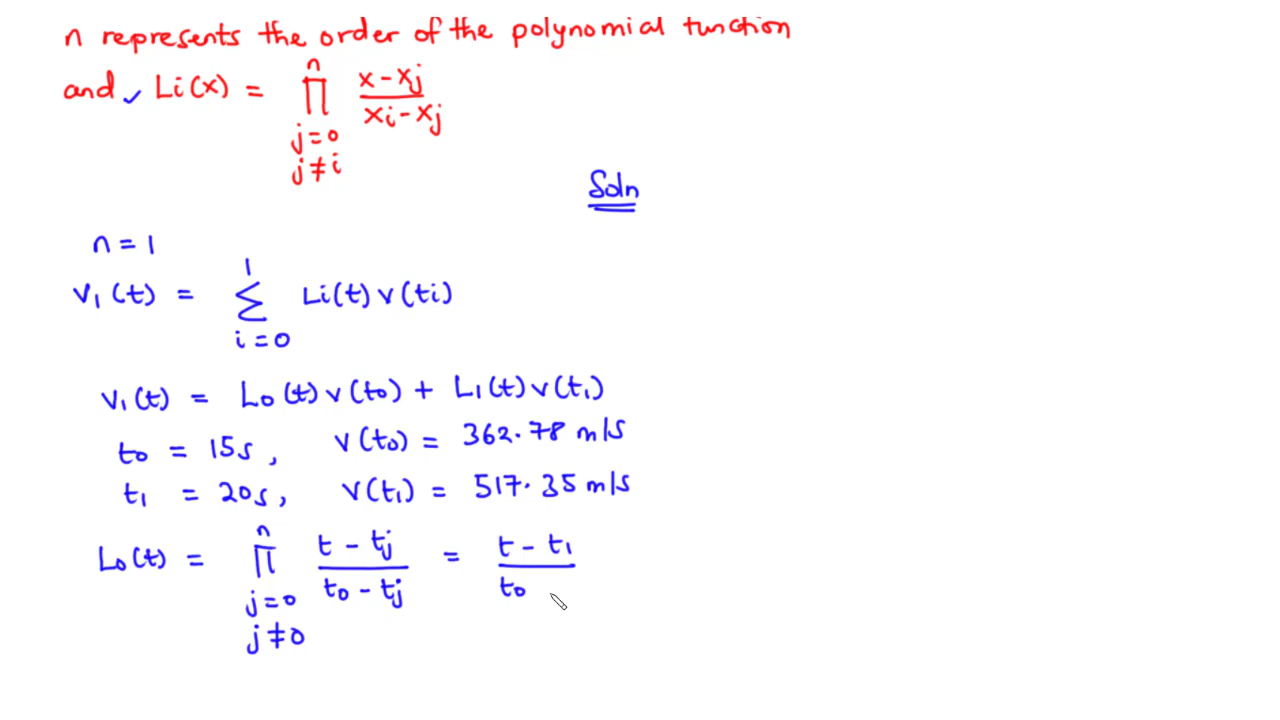 n represents the order of the polynomial function
and ✓ Li(x) = n ∏ j=0 j≠i (x-xj)/(xi-xj)
Soln
n = 1
V1(t) = 1 Σ i=0 Li(t) v(ti)
V1(t) = L0(t) v(t0) + L1(t) v(t1)
t0 = 15s, V(t0) = 362.78 m/s
t1 = 20s, V(t1) = 517.35 m/s
L0(t) = n ∏ j=0 j≠0 (t - tj)/(t0 - tj) = (t - t1)/t0